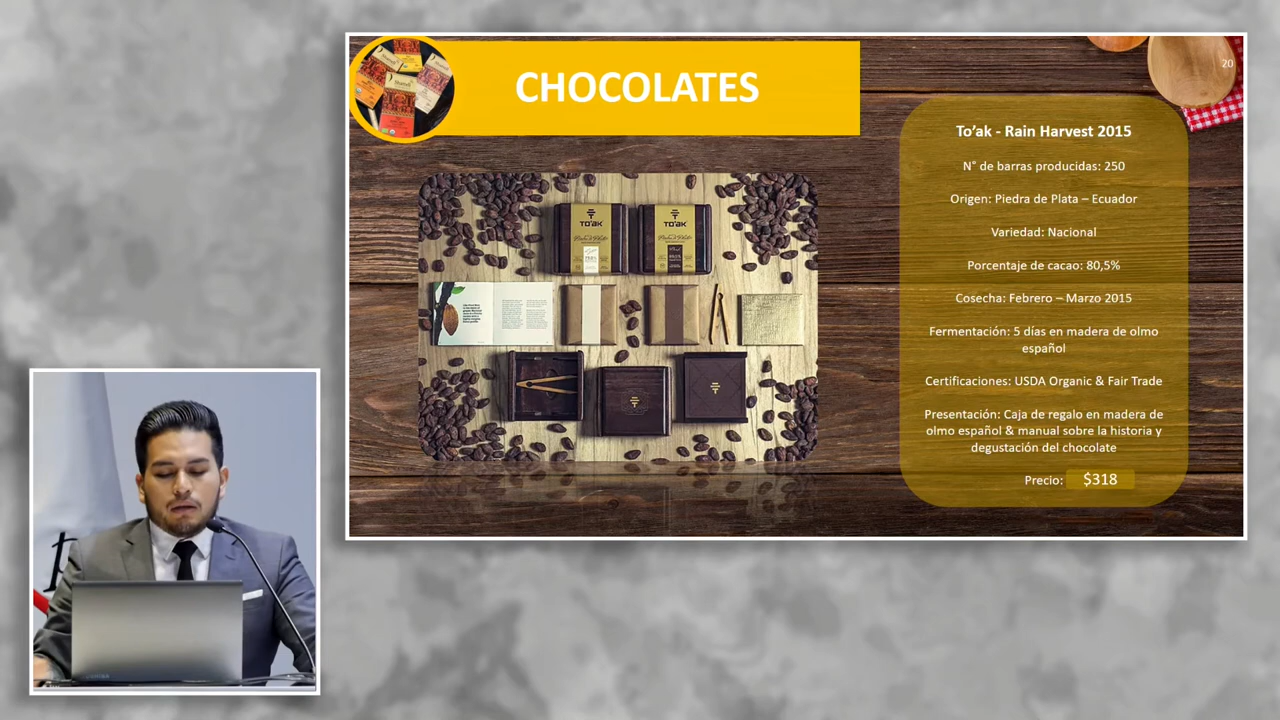 CHOCOLATES
20
To'ak - Rain Harvest 2015
N° de barras producidas: 250
Origen: Piedra de Plata – Ecuador
Variedad: Nacional
Porcentaje de cacao: 80,5%
Cosecha: Febrero – Marzo 2015
Fermentación: 5 días en madera de olmo
español
Certificaciones: USDA Organic & Fair Trade
Presentación: Caja de regalo en madera de
olmo español & manual sobre la historia y
degustación del chocolate
Precio: $318
TO'AK
TO'AK